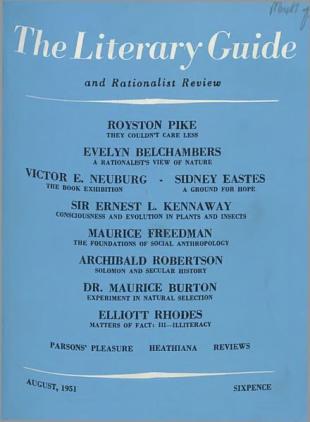 The Literary Guide
and Rationalist Review
ROYSTON PIKE
THEY COULDN'T CARE LESS
EVELYN BELCHAMBERS
A RATIONALIST'S VIEW OF NATURE
VICTOR E. NEUBURG - SIDNEY EASTES
THE BOOK EXHIBITION A GROUND FOR HOPE
SIR ERNEST L. KENNAWAY
CONSCIOUSNESS AND EVOLUTION IN PLANTS AND INSECTS
MAURICE FREEDMAN
THE FOUNDATIONS OF SOCIAL ANTHROPOLOGY
ARCHIBALD ROBERTSON
SOLOMON AND SECULAR HISTORY
DR. MAURICE BURTON
EXPERIMENT IN NATURAL SELECTION
ELLIOTT RHODES
MATTERS OF FACT: III—ILLITERACY
PARSONS' PLEASURE HEATHIANA REVIEWS
AUGUST, 1951 SIXPENCE